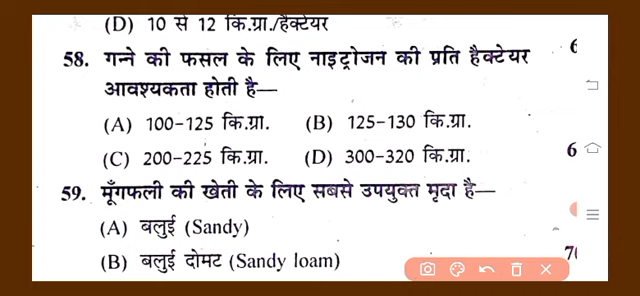 (D) 10 से 12 कि.ग्रा./हैक्टेयर
58. गन्ने की फसल के लिए नाइट्रोजन की प्रति हैक्टेयर
आवश्यकता होती है—
(A) 100-125 कि.ग्रा. (B) 125-130 कि.ग्रा.
(C) 200-225 कि.ग्रा. (D) 300-320 कि.ग्रा.
6
59. मूँगफली की खेती के लिए सबसे उपयुक्त मृदा है—
(A) बलुई (Sandy)
(B) बलुई दोमट (Sandy loam)